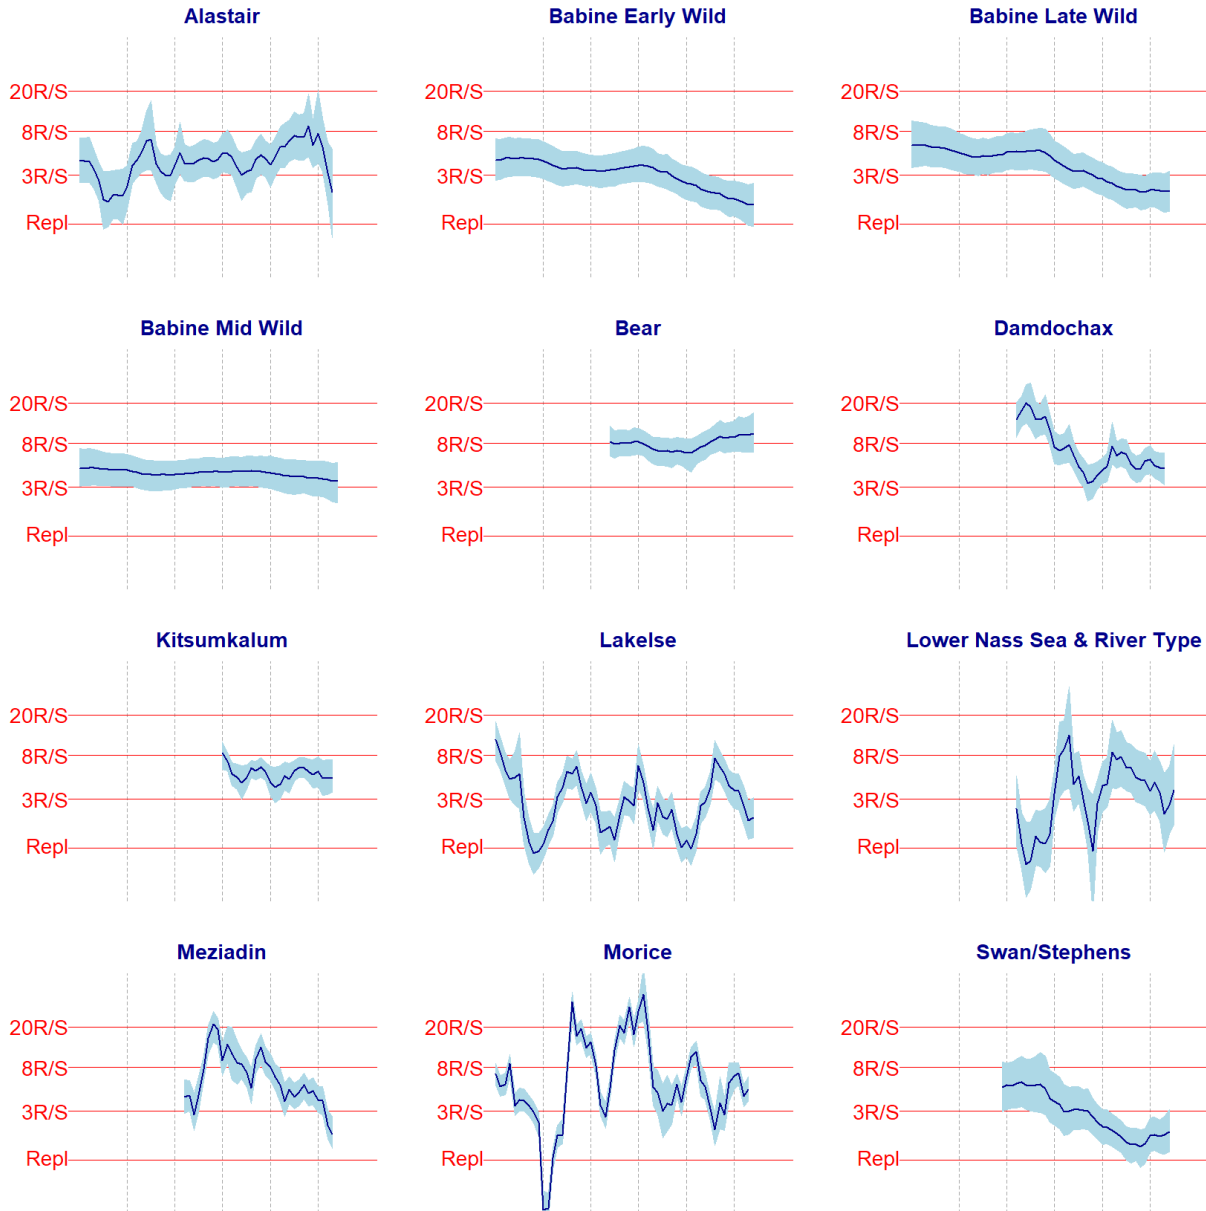 Alastair
20R/S
8R/S
3R/S
Repl
Babine Early Wild
20R/S
8R/S
3R/S
Repl
Babine Late Wild
20R/S
8R/S
3R/S
Repl
Babine Mid Wild
20R/S
8R/S
3R/S
Repl
Bear
20R/S
8R/S
3R/S
Repl
Damdochax
20R/S
8R/S
3R/S
Repl
Kitsumkalum
20R/S
8R/S
3R/S
Repl
Lakelse
20R/S
8R/S
3R/S
Repl
Lower Nass Sea & River Type
20R/S
8R/S
3R/S
Repl
Meziadin
20R/S
8R/S
3R/S
Repl
Morice
20R/S
8R/S
3R/S
Repl
Swan/Stephens
20R/S
8R/S
3R/S
Repl